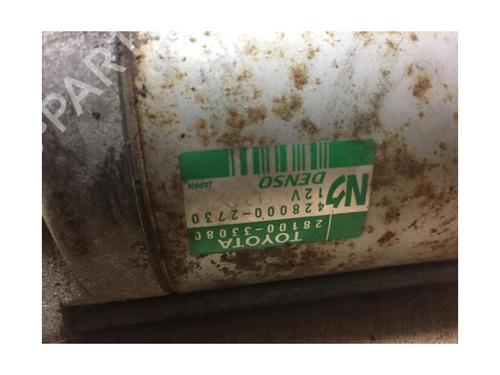 TOYOTA
28100-33080
428000-2730
12V
DENSO
JAPAN